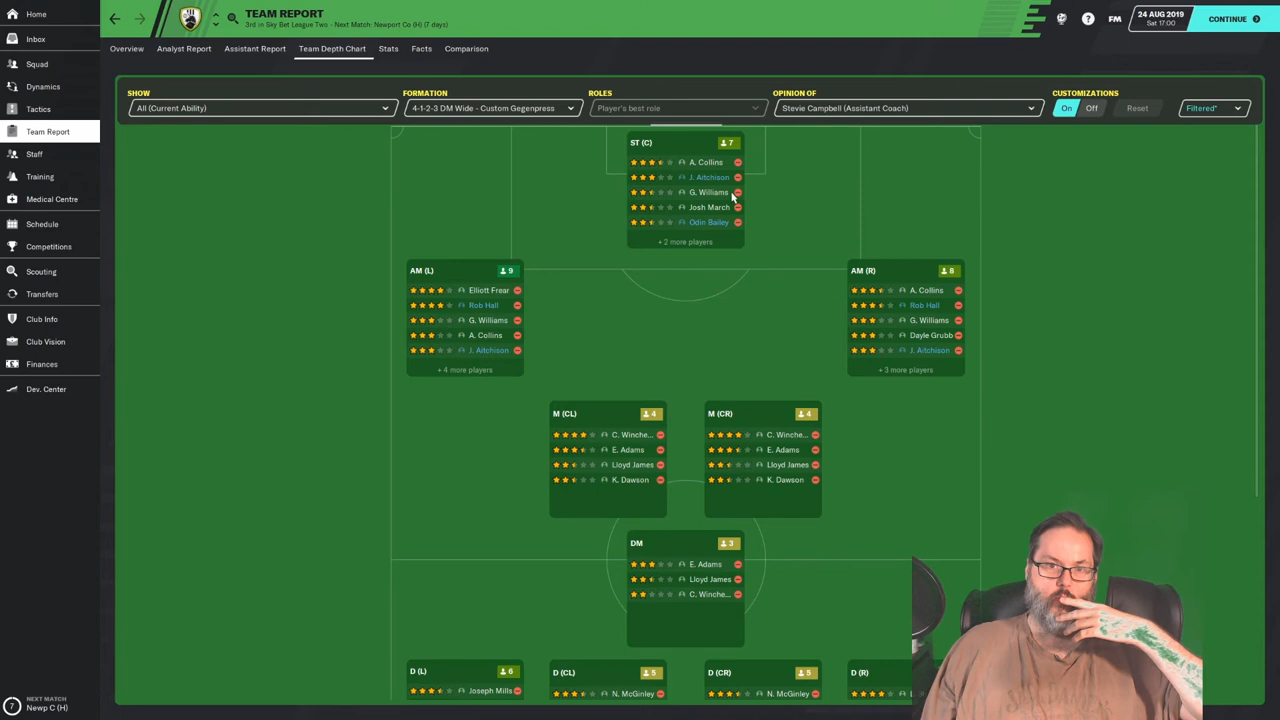 Home
Inbox
Squad
Dynamics
Tactics
Team Report
Staff
Training
Medical Centre
Schedule
Competitions
Scouting
Transfers
Club Info
Club Vision
Finances
Dev. Center
7
NEXT MATCH
Newp C (H)
TEAM REPORT
3rd in Sky Bet League Two - Next Match: Newport Co (H) (7 days)
FM
24 AUG 2019
Sat 17:00
CONTINUE
Overview
Analyst Report
Assistant Report
Team Depth Chart
Stats
Facts
Comparison
SHOW
All (Current Ability)
FORMATION
4-1-2-3 DM Wide - Custom Gegenpress
ROLES
Player's best role
OPINION OF
Stevie Campbell (Assistant Coach)
CUSTOMIZATIONS
On
Off
Reset
Filtered*
ST (C) 7
A. Collins
J. Aitchison
G. Williams
Josh March
Odin Bailey
+ 2 more players
AM (L) 9
Elliott Frear
Rob Hall
G. Williams
A. Collins
J. Aitchison
+ 4 more players
AM (R) 8
A. Collins
Rob Hall
G. Williams
Dayle Grubb
J. Aitchison
+ 3 more players
M (CL) 4
C. Winche...
E. Adams
Lloyd James
K. Dawson
M (CR) 4
C. Winche...
E. Adams
Lloyd James
K. Dawson
DM 3
E. Adams
Lloyd James
C. Winche...
D (L) 6
Joseph Mills
D (CL) 5
N. McGinley
D (CR) 5
N. McGinley
D (R)